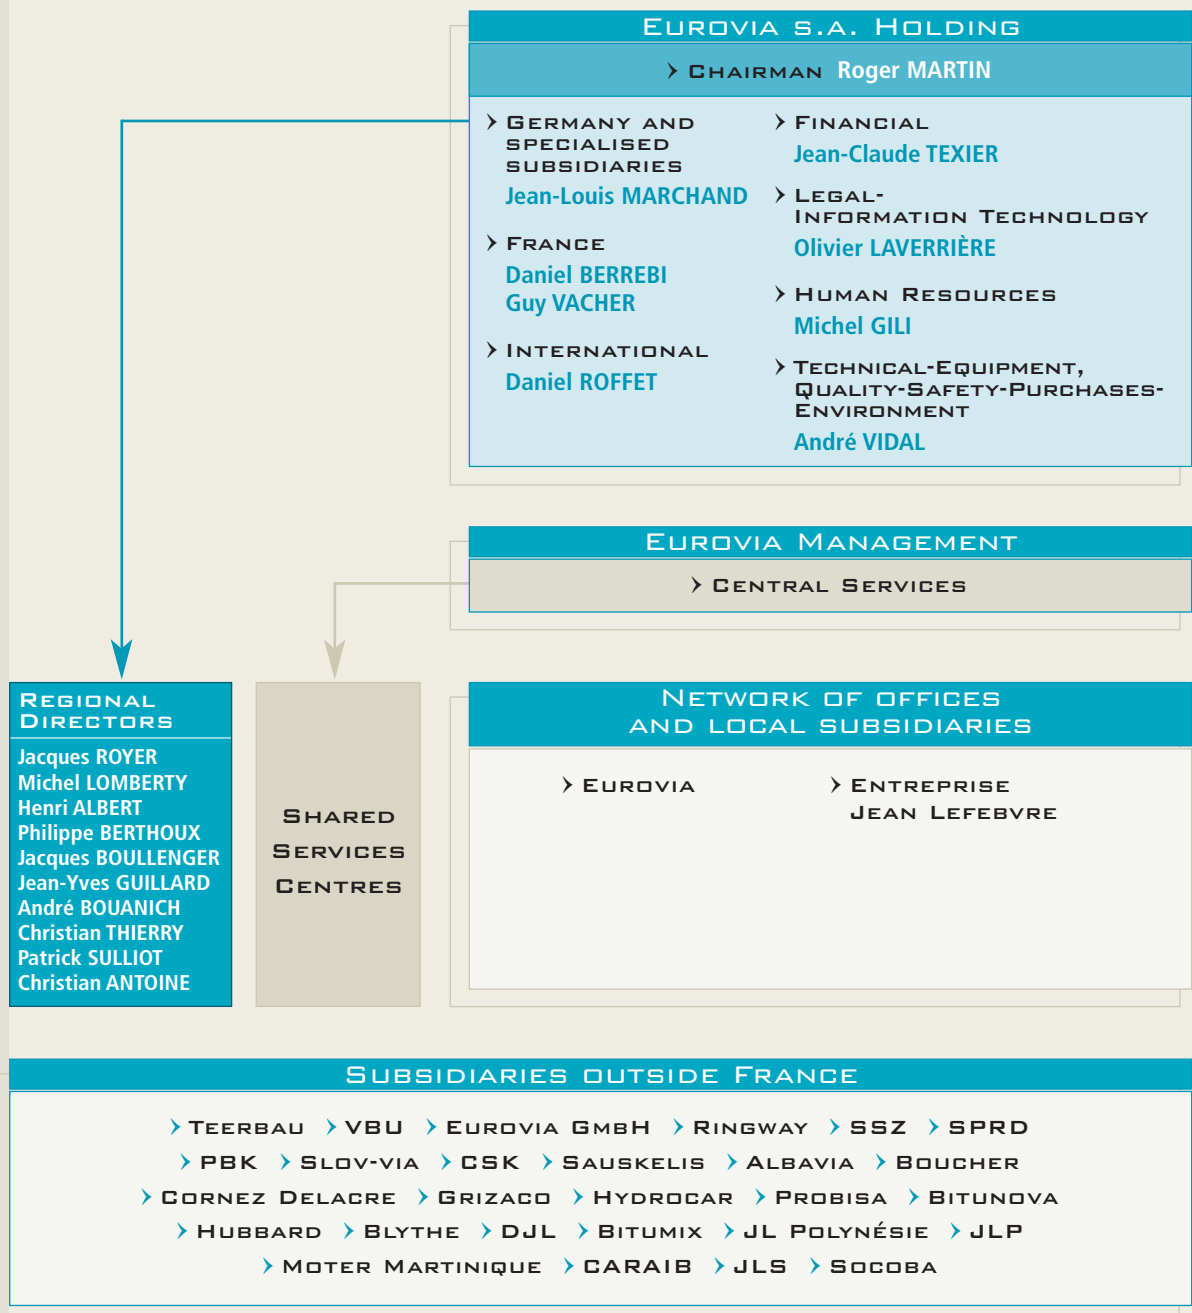 Eurovia s.a. Holding
Chairman Roger MARTIN
Germany and
specialised
subsidiaries
Jean-Louis MARCHAND
France
Daniel BERREBI
Guy VACHER
International
Daniel ROFFET
Financial
Jean-Claude TEXIER
Legal-
Information Technology
Olivier LAVERRIÈRE
Human Resources
Michel GILI
Technical-Equipment,
Quality-Safety-Purchases-
Environment
André VIDAL
Eurovia Management
Central Services
Regional
Directors
Jacques ROYER
Michel LOMBERTY
Henri ALBERT
Philippe BERTHOUX
Jacques BOULLENGER
Jean-Yves GUILLARD
André BOUANICH
Christian THIERRY
Patrick SULLIOT
Christian ANTOINE
Shared
Services
Centres
Network of offices
and local subsidiaries
Eurovia
Entreprise
Jean Lefebvre
Subsidiaries outside France
Teerbau VBU Eurovia GmbH Ringway SSZ SPRD
PBK Slov-via CSK Sauskelis Albavia Boucher
Cornez Delacre Grizaco Hydrocar Probisa Bitunova
Hubbard Blythe DJL Bitumix JL Polynésie JLP
Moter Martinique CARAIB JLS Socoba